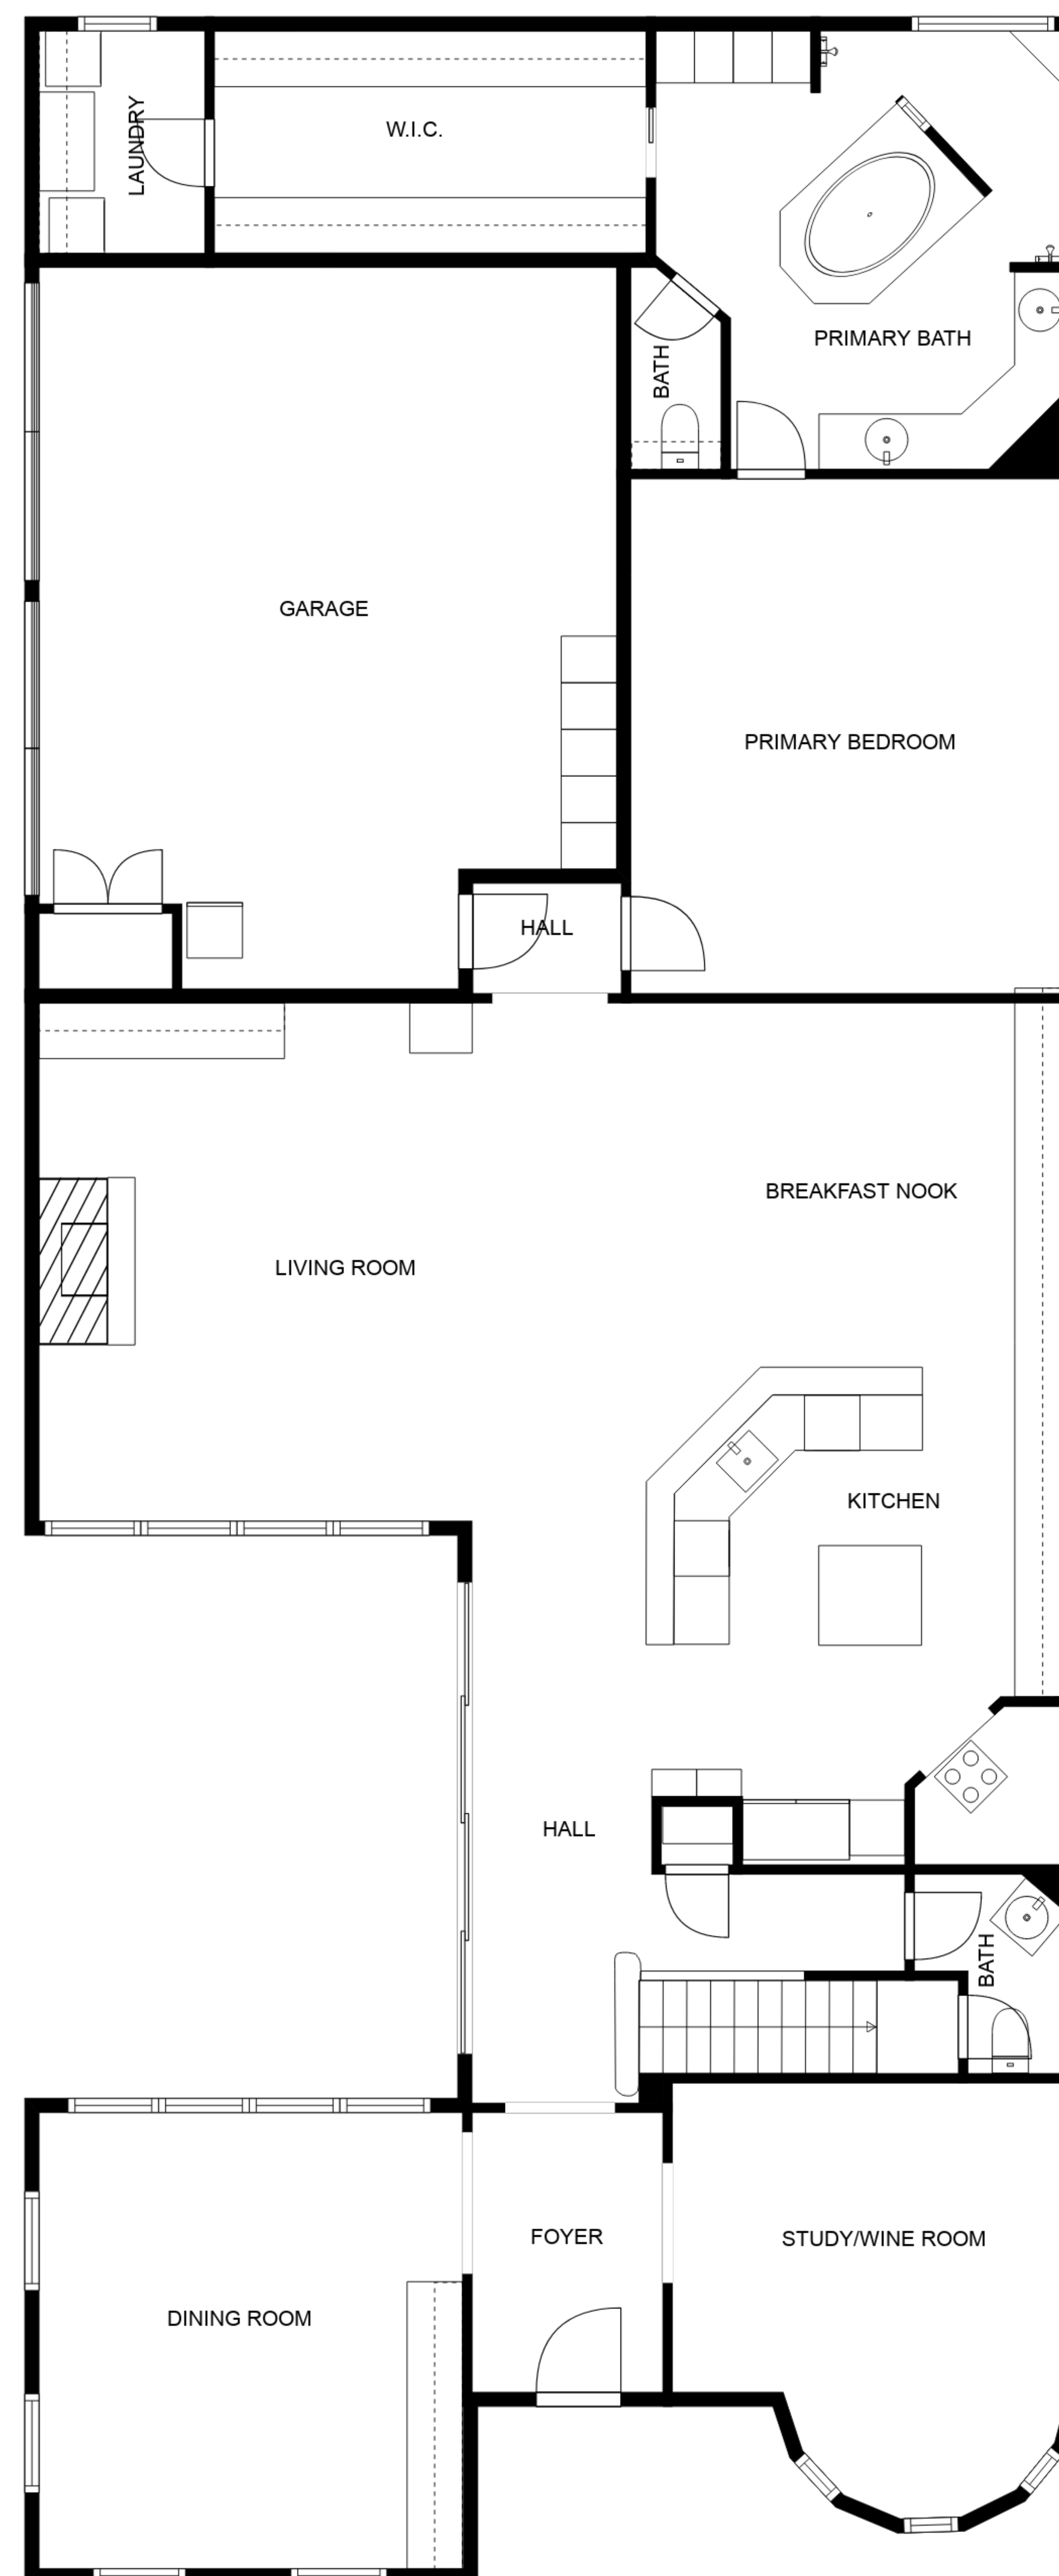 LAUNDRY
W.I.C.
PRIMARY BATH
BATH
GARAGE
PRIMARY BEDROOM
HALL
BREAKFAST NOOK
LIVING ROOM
KITCHEN
HALL
BATH
FOYER
STUDY/WINE ROOM
DINING ROOM